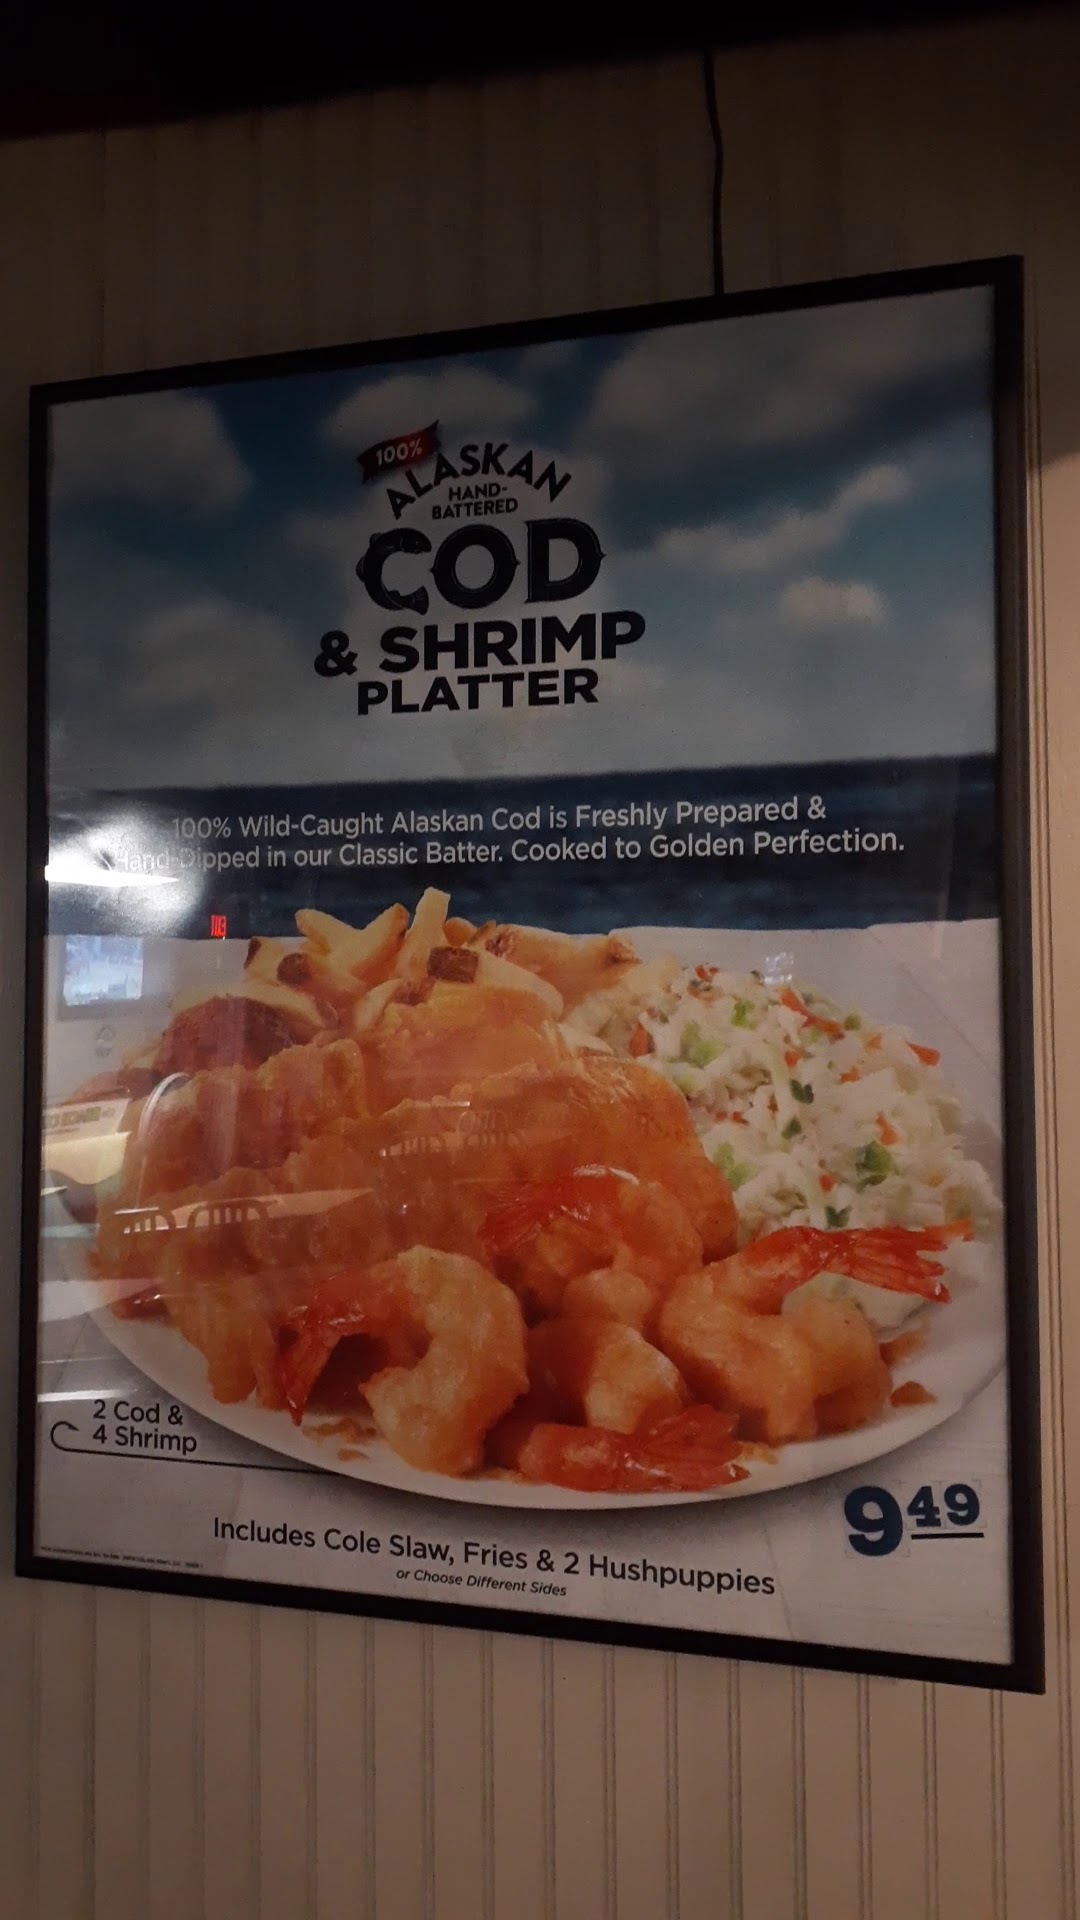 100%
ALASKAN
HAND-
BATTERED
COD
& SHRIMP
PLATTER
100% Wild-Caught Alaskan Cod is Freshly Prepared &
Hand-Dipped in our Classic Batter. Cooked to Golden Perfection.
2 Cod &
4 Shrimp
9 49
Includes Cole Slaw, Fries & 2 Hushpuppies
or Choose Different Sides